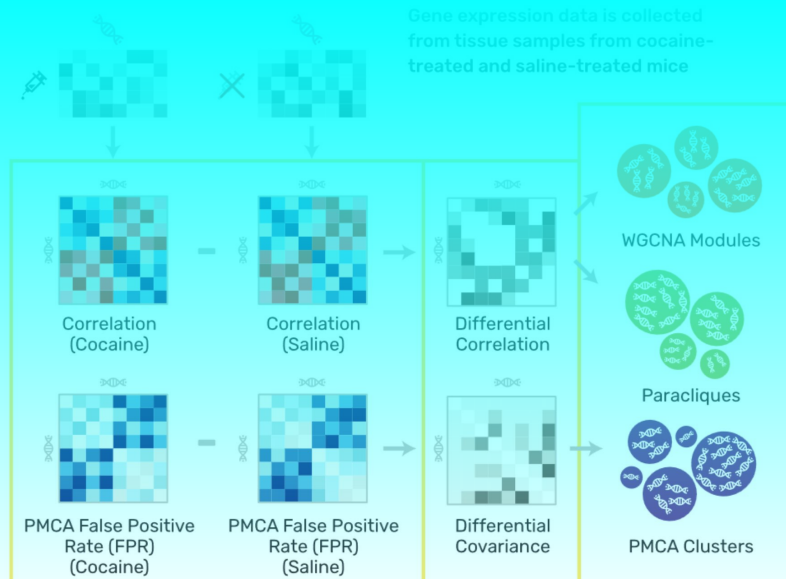 Gene expression data is collected
from tissue samples from cocaine-
treated and saline-treated mice
WGCNA Modules
Correlation
(Cocaine)
Correlation
(Saline)
Differential
Correlation
Paracliques
PMCA False Positive
Rate (FPR)
(Cocaine)
PMCA False Positive
Rate (FPR)
(Saline)
Differential
Covariance
PMCA Clusters